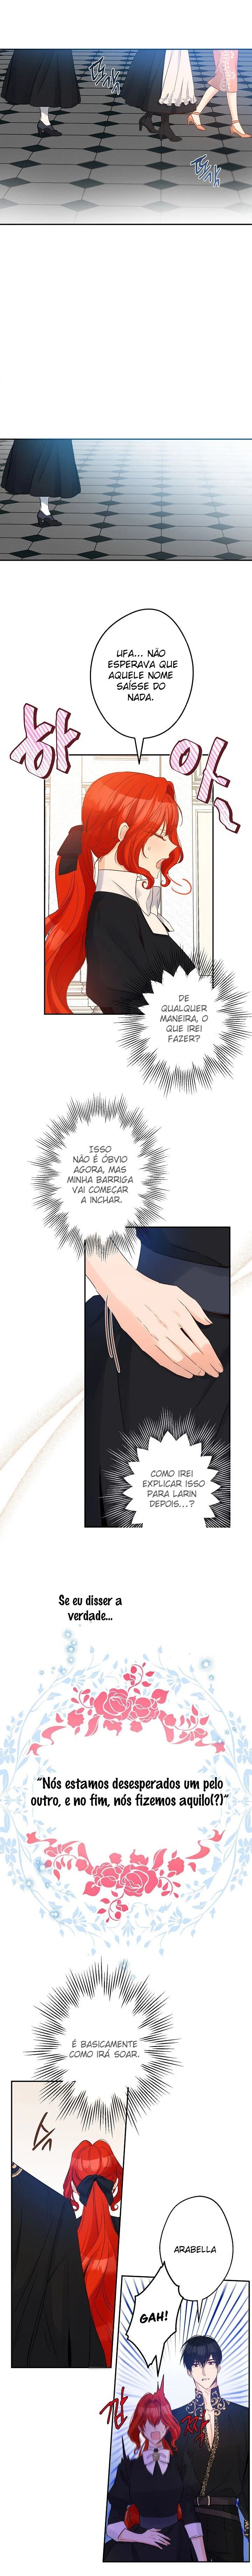 UFA... NÃO
ESPERAVA QUE
AQUELE NOME
SAÍSSE DO
NADA.
하
아
DE
QUALQUER
MANEIRA, O
QUE IREI
FAZER?
ISSO
NÃO É ÓBVIO
AGORA, MAS
MINHA BARRIGA
VAI COMEÇAR
A INCHAR.
COMO IREI
EXPLICAR ISSO
PARA LARIN
DEPOIS...?
Se eu disser a
verdade...
“Nós estamos desesperados um pelo
outro, e no fim, nós fizemos aquilo(?)”
É BASICAMENTE
COMO IRÁ SOAR.
ARABELLA
GAH!